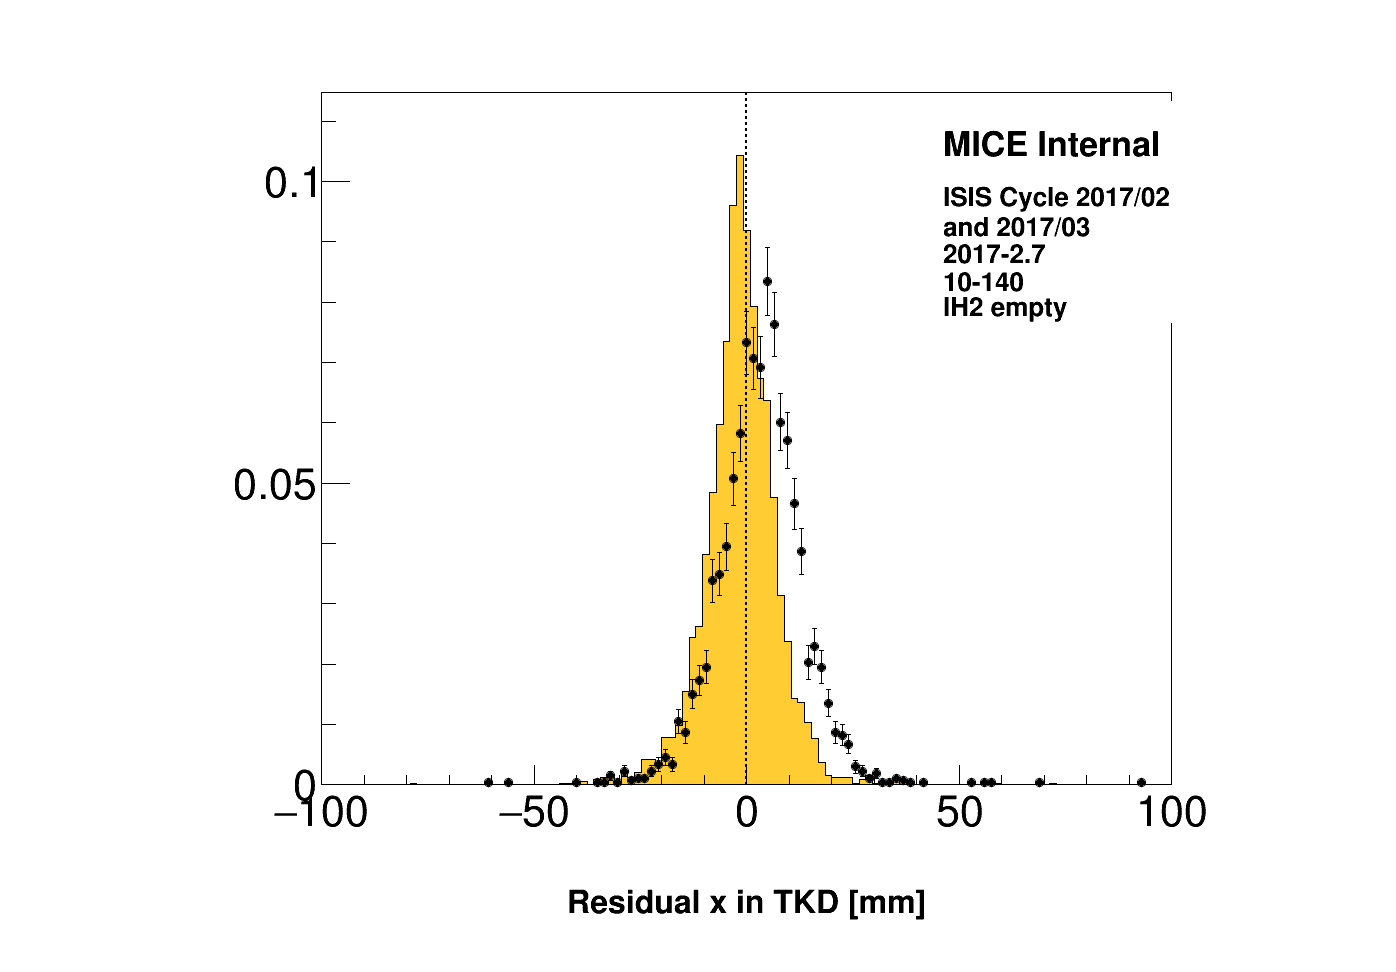 MICE Internal
ISIS Cycle 2017/02
and 2017/03
2017-2.7
10-140
IH2 empty
0.1
0.05
0
−100 −50 0 50 100
Residual x in TKD [mm]